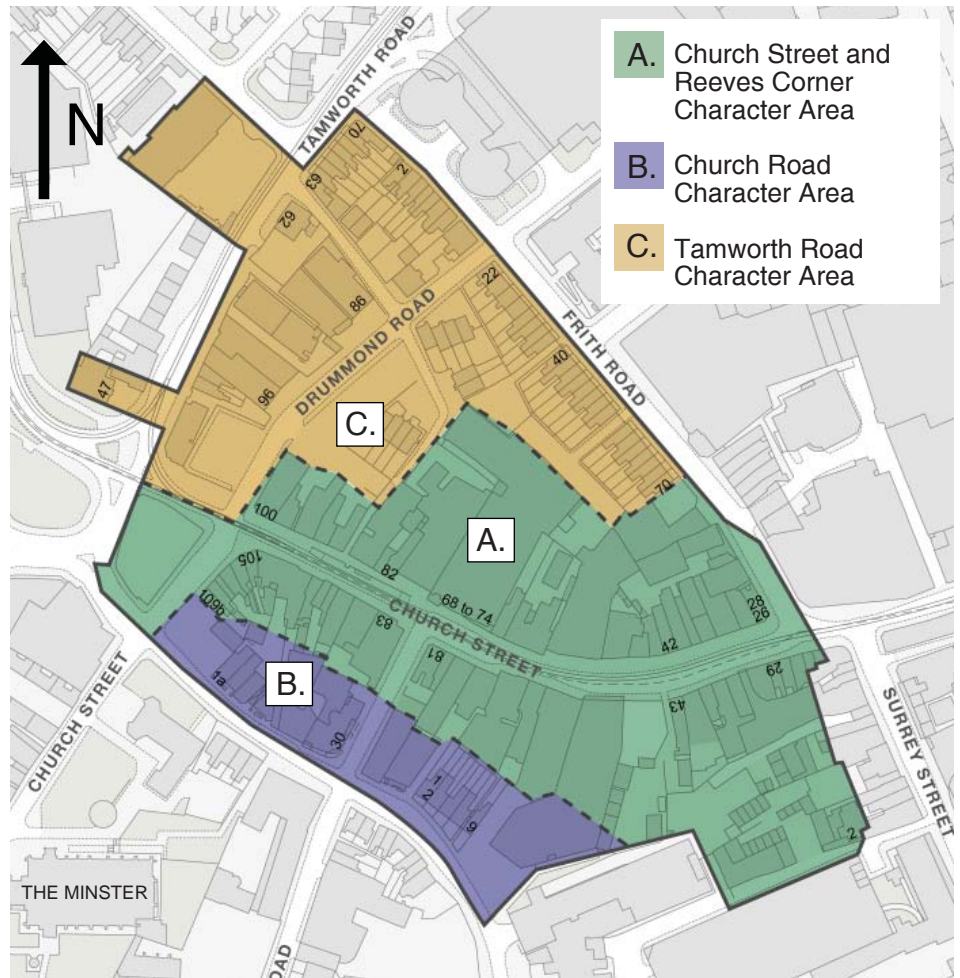 N
A. Church Street and
Reeves Corner
Character Area
B. Church Road
Character Area
C. Tamworth Road
Character Area
TAMWORTH ROAD
70
2
63
62
22
86
DRUMMOND ROAD
FRITH ROAD
40
47
96
C.
70
100
A.
105
82
68 to 74
28
26
109b
83
CHURCH STREET
42
81
29
B.
1a
43
CHURCH STREET
30
SURREY STREET
1
2
9
2
THE MINSTER
OAD